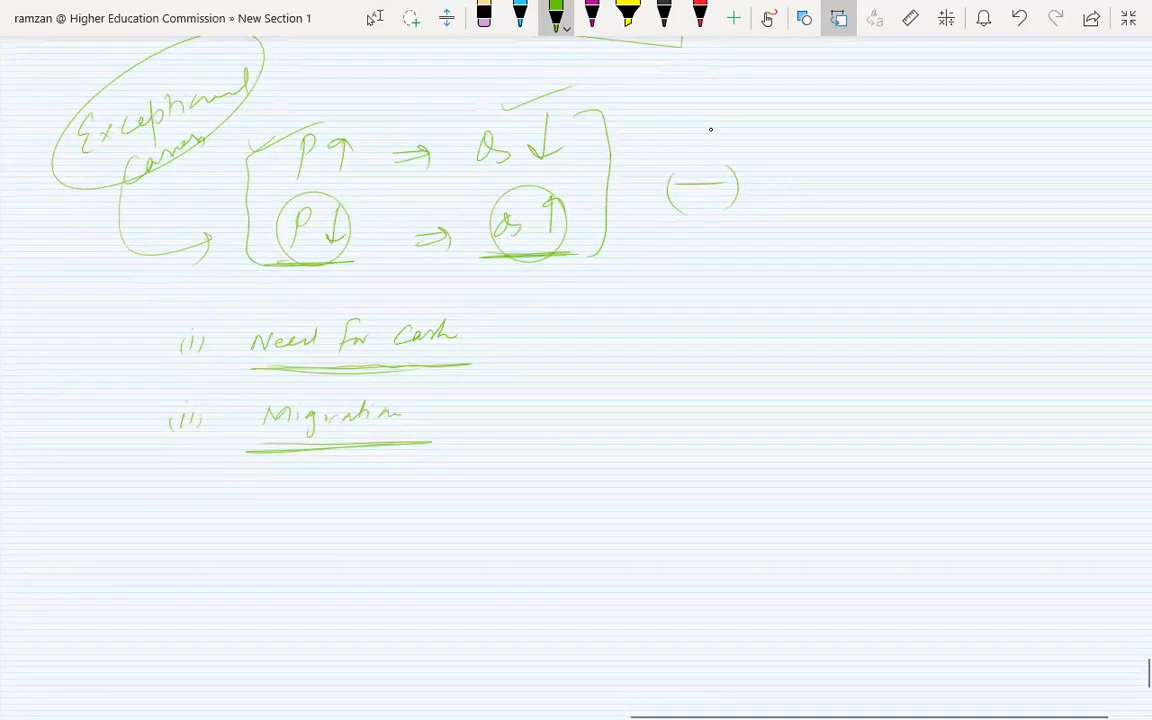 ramzan @ Higher Education Commission » New Section 1
Exceptional
Cases
P↑ ⇒ Qs ↓
P↓ ⇒ Qs ↑
(—)
(i) Need for Cash
(ii) Migration